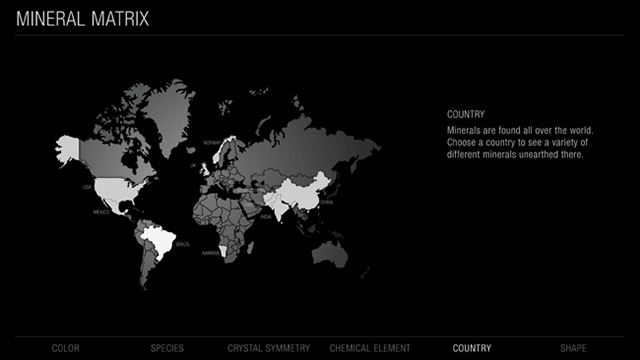 MINERAL MATRIX
COUNTRY
Minerals are found all over the world.
Choose a country to see a variety of
different minerals unearthed there.
NORWAY
UK
USA
MEXICO
CHINA
INDIA
BRAZIL
NAMIBIA
COLOR SPECIES CRYSTAL SYMMETRY CHEMICAL ELEMENT COUNTRY SHAPE